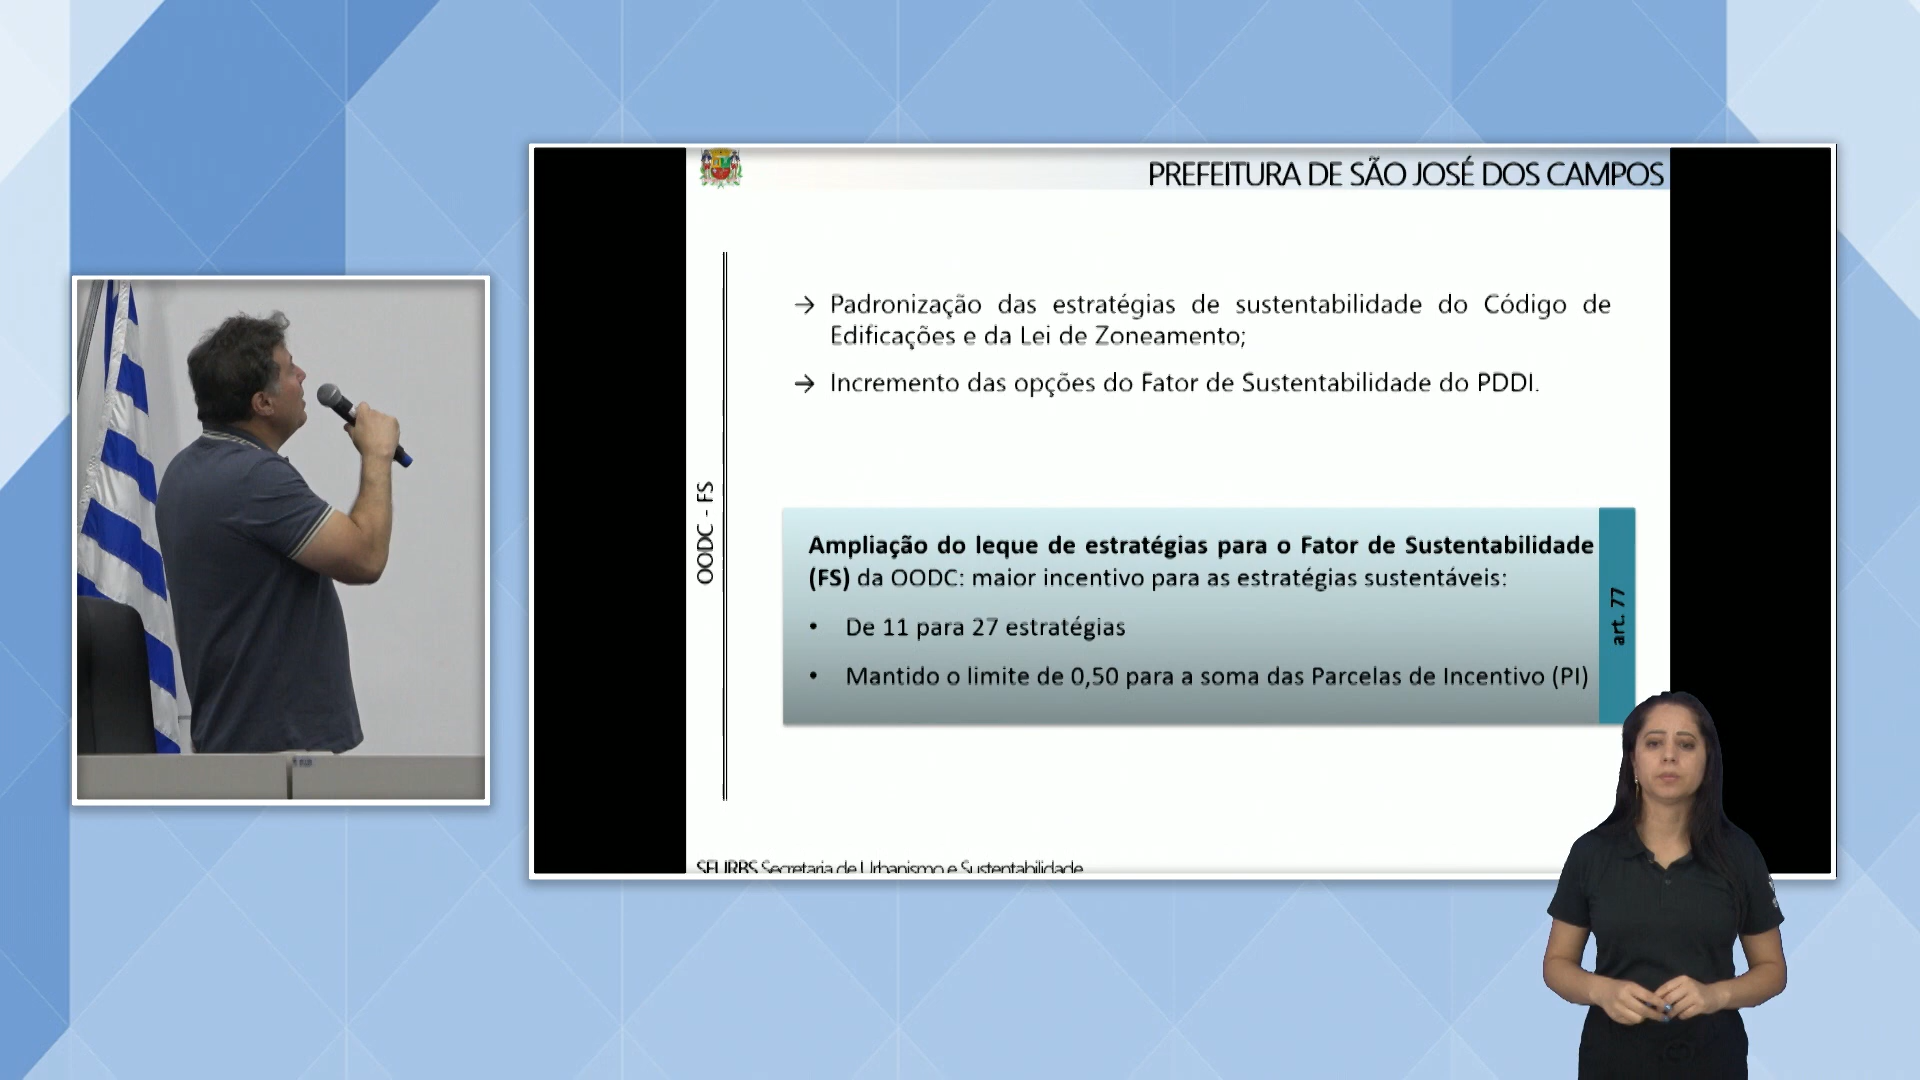 PREFEITURA DE SÃO JOSÉ DOS CAMPOS
→ Padronização das estratégias de sustentabilidade do Código de
Edificações e da Lei de Zoneamento;
→ Incremento das opções do Fator de Sustentabilidade do PDDI.
OODC - FS
Ampliação do leque de estratégias para o Fator de Sustentabilidade
(FS) da OODC: maior incentivo para as estratégias sustentáveis:
• De 11 para 27 estratégias
• Mantido o limite de 0,50 para a soma das Parcelas de Incentivo (PI)
art. 77
SEURBS Secretaria de Urbanismo e Sustentabilidade